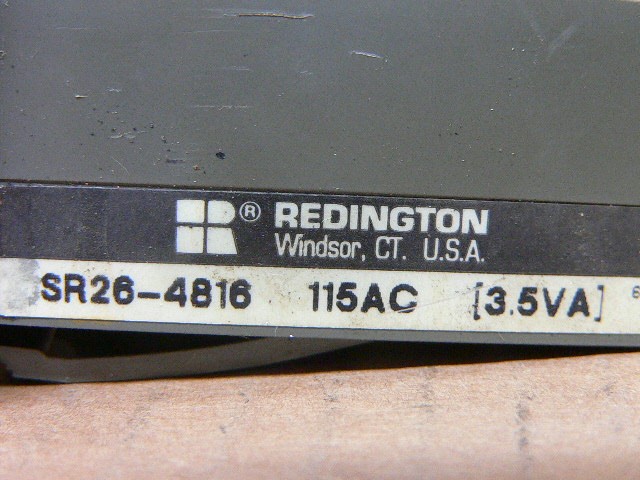 ® REDINGTON
Windsor, CT. U.S.A.
SR26-4816 115AC [3.5VA]